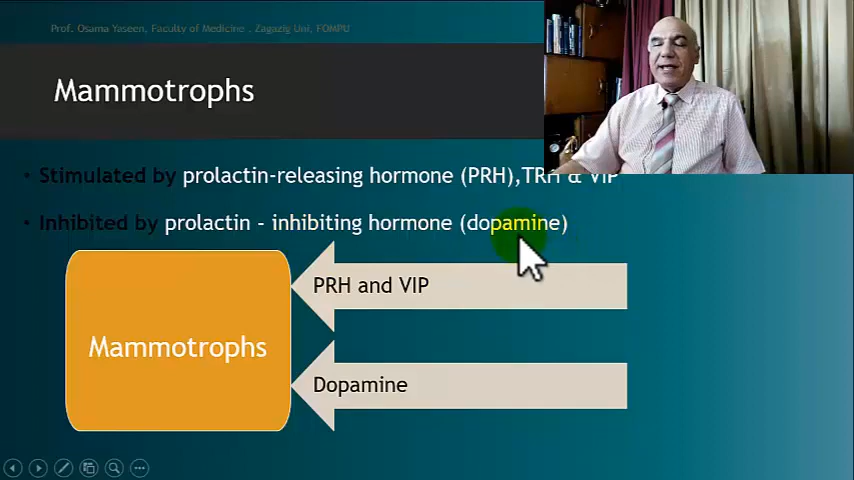 Prof. Osama Yaseen, Faculty of Medicine . Zagazig Uni, FOMPU
Mammotrophs
• Stimulated by prolactin-releasing hormone (PRH),TRH & VIP
• Inhibited by prolactin – inhibiting hormone (dopamine)
PRH and VIP
Mammotrophs
Dopamine